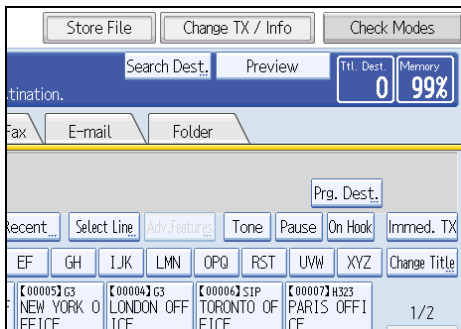 Store File Change TX / Info Check Modes
Search Dest. Preview Ttl. Dest. Memory
tination. 0 99%
Fax E-mail Folder
Prg. Dest.
Recent Select Line Adv.Features Tone Pause On Hook Immed. TX
EF GH IJK LMN OPQ RST UVW XYZ Change Title
【00005】G3 【00004】G3 【00006】SIP 【00007】H323
F NEW YORK O LONDON OFF TORONTO OF PARIS OFFI 1/2
FFICE ICE FICE CE